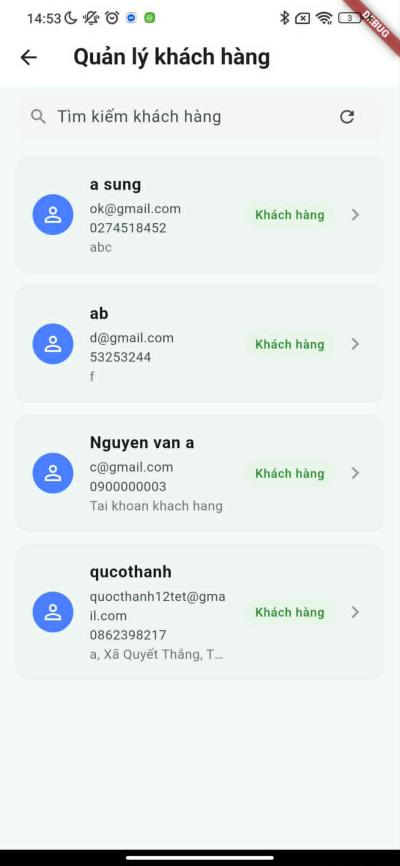 14:53
3
DEBUG
Quản lý khách hàng
Tìm kiếm khách hàng
a sung
ok@gmail.com
0274518452
abc
Khách hàng
ab
d@gmail.com
53253244
f
Khách hàng
Nguyen van a
c@gmail.com
0900000003
Tai khoan khach hang
Khách hàng
qucothanh
quocthanh12tet@gma
il.com
0862398217
a, Xã Quyết Thắng, T...
Khách hàng